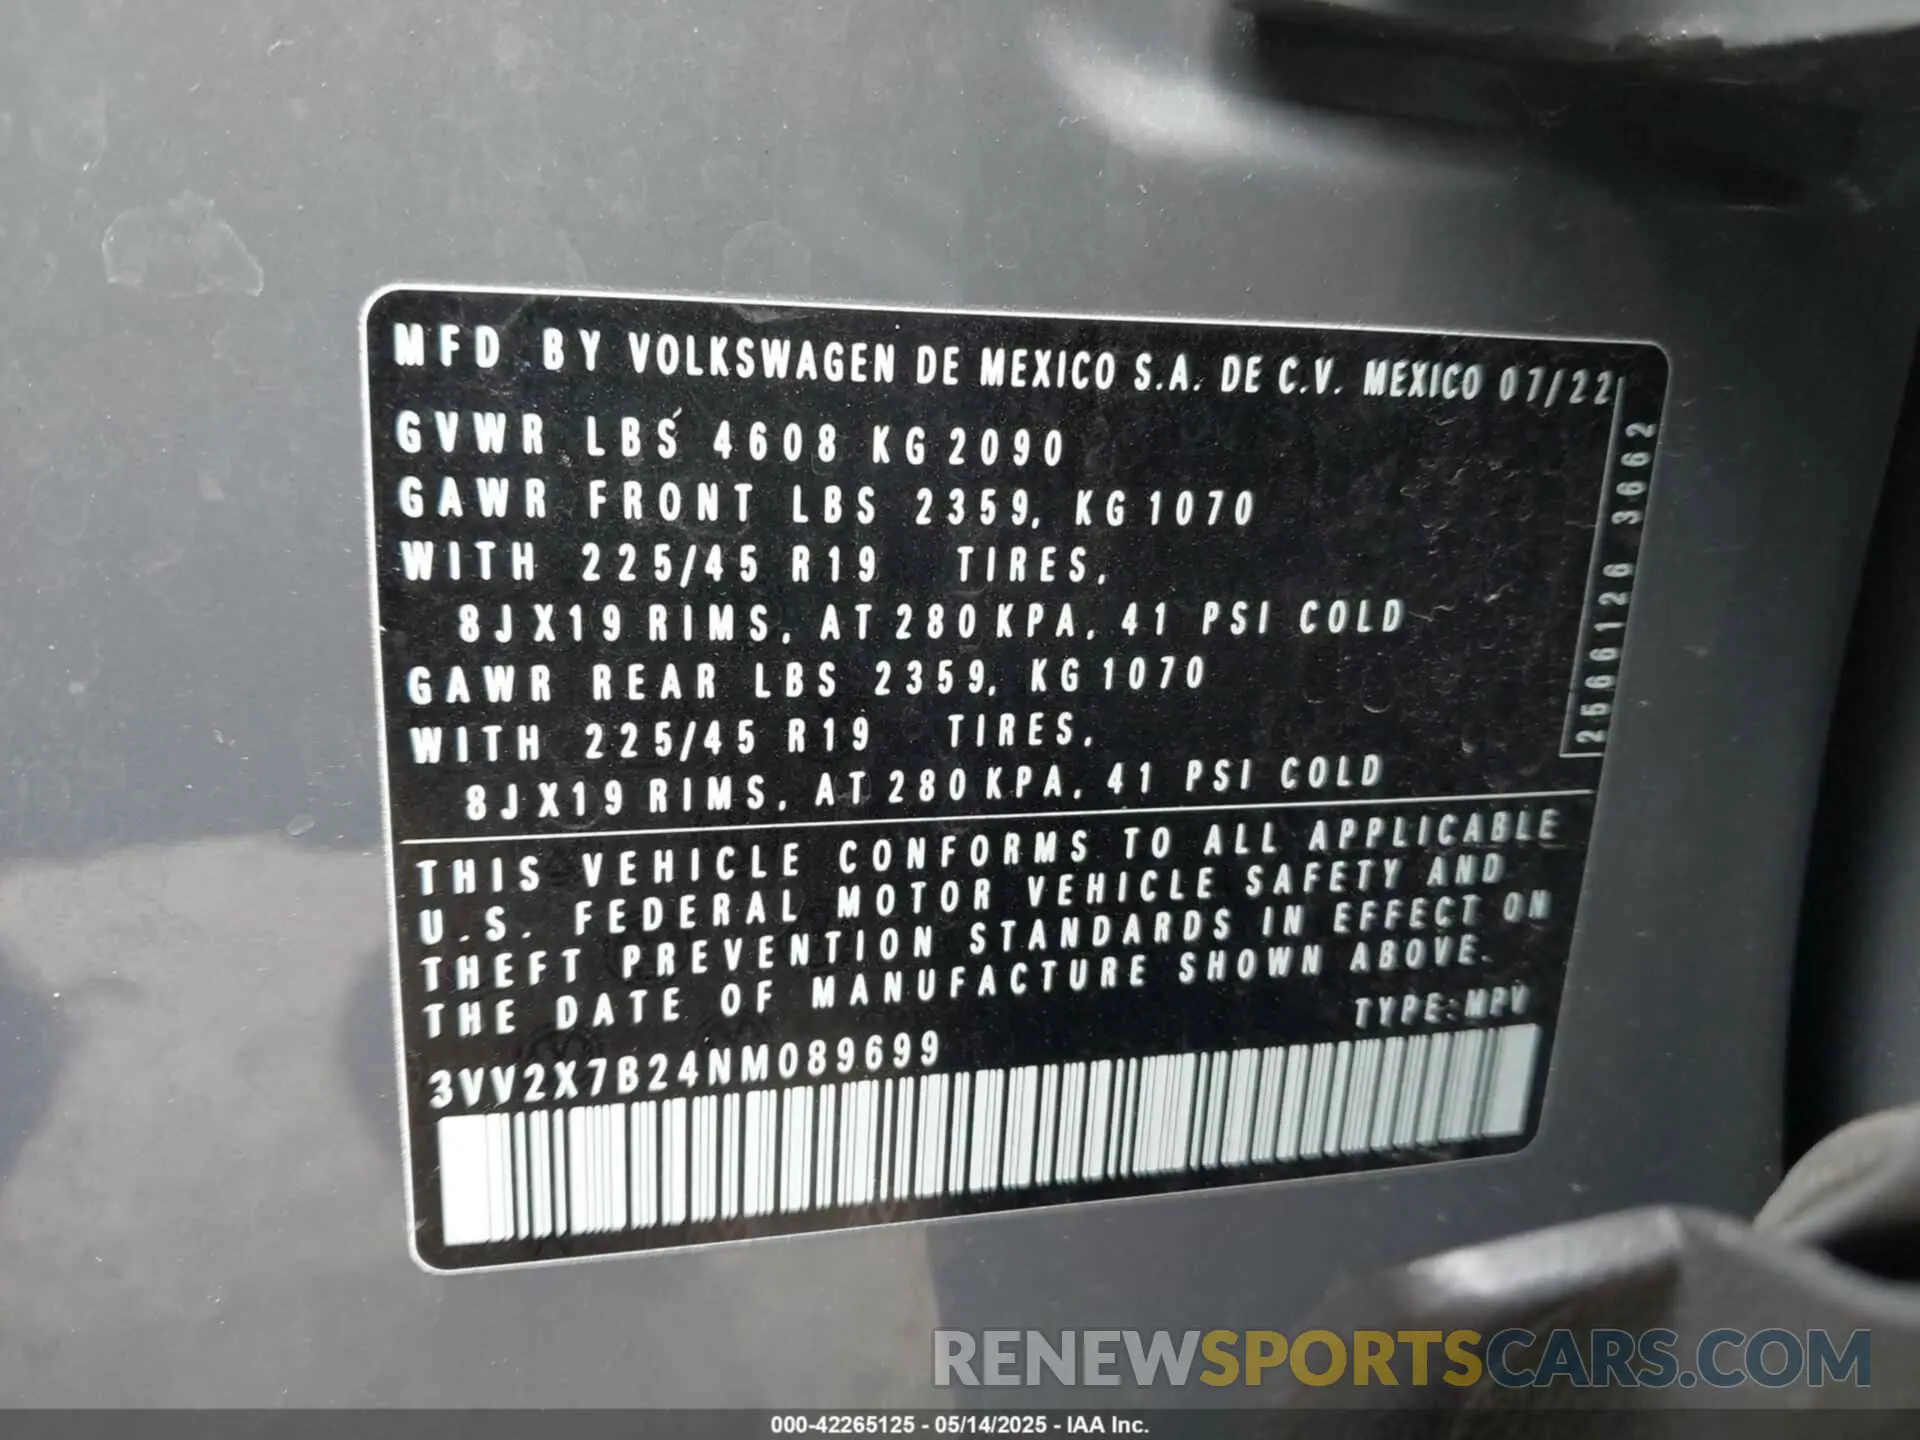 MFD BY VOLKSWAGEN DE MEXICO S.A. DE C.V. MEXICO 07/22
GVWR LBS 4608 KG 2090
GAWR FRONT LBS 2359, KG 1070
WITH 225/45 R19 TIRES,
8JX19 RIMS, AT 280 KPA, 41 PSI COLD
GAWR REAR LBS 2359, KG 1070
WITH 225/45 R19 TIRES,
8JX19 RIMS, AT 280 KPA, 41 PSI COLD
2566126 3662
THIS VEHICLE CONFORMS TO ALL APPLICABLE
U.S. FEDERAL MOTOR VEHICLE SAFETY AND
THEFT PREVENTION STANDARDS IN EFFECT ON
THE DATE OF MANUFACTURE SHOWN ABOVE.
TYPE: MPV
3VV2X7B24NM089699
RENEWSPORTSCARS.COM
000-42265125 - 05/14/2025 - IAA Inc.